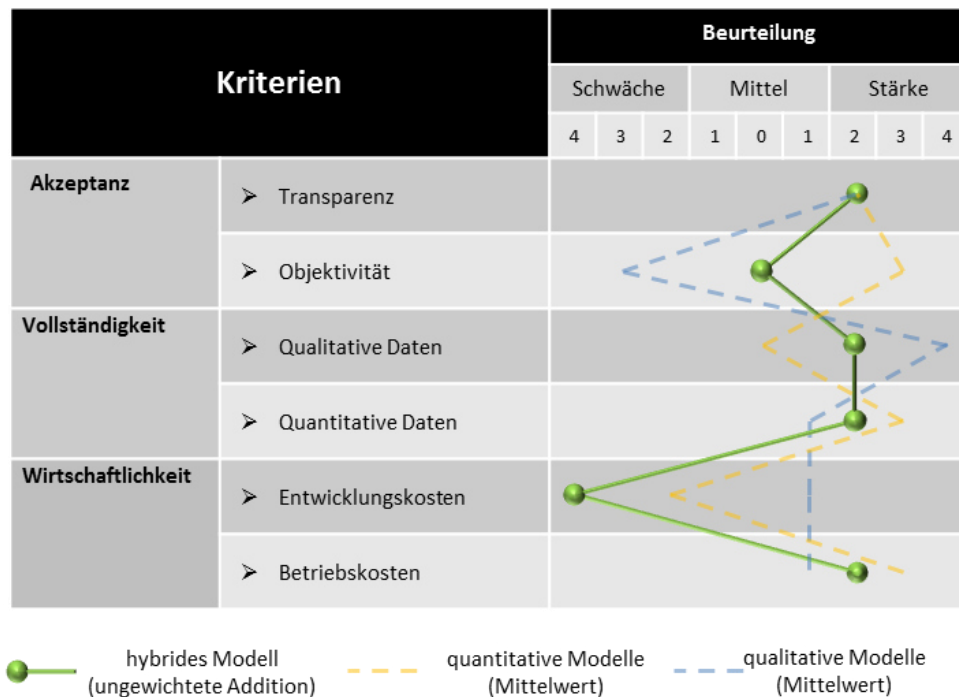 Kriterien
Beurteilung
Schwäche Mittel Stärke
4 3 2 1 0 1 2 3 4
Akzeptanz
➢ Transparenz
➢ Objektivität
Vollständigkeit
➢ Qualitative Daten
➢ Quantitative Daten
Wirtschaftlichkeit
➢ Entwicklungskosten
➢ Betriebskosten
hybrides Modell
(ungewichtete Addition)
quantitative Modelle
(Mittelwert)
qualitative Modelle
(Mittelwert)